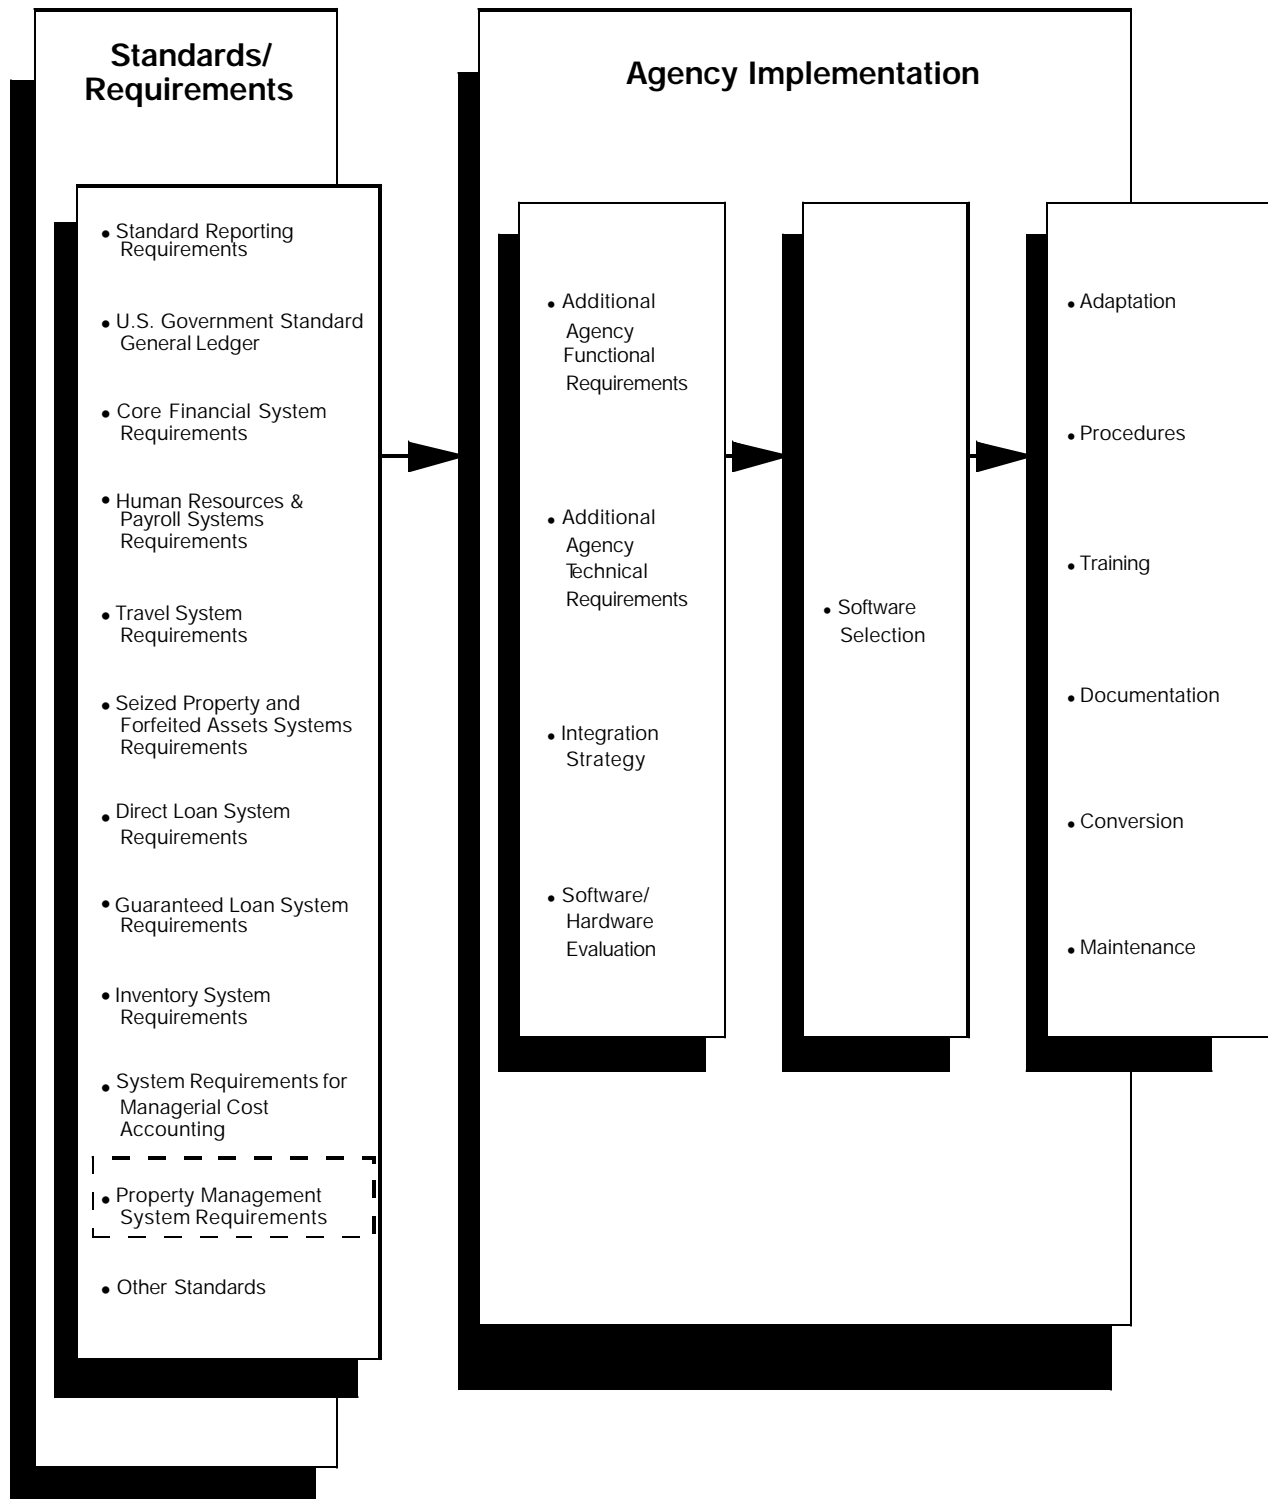 Standards/
Requirements
• Standard Reporting
Requirements
• U.S. Government Standard
General Ledger
• Core Financial System
Requirements
• Human Resources &
Payroll Systems
Requirements
• Travel System
Requirements
• Seized Property and
Forfeited Assets Systems
Requirements
• Direct Loan System
Requirements
• Guaranteed Loan System
Requirements
• Inventory System
Requirements
• System Requirements for
Managerial Cost
Accounting
• Property Management
System Requirements
• Other Standards
Agency Implementation
• Additional
Agency
Functional
Requirements
• Additional
Agency
Technical
Requirements
• Integration
Strategy
• Software/
Hardware
Evaluation
• Software
Selection
• Adaptation
• Procedures
• Training
• Documentation
• Conversion
• Maintenance